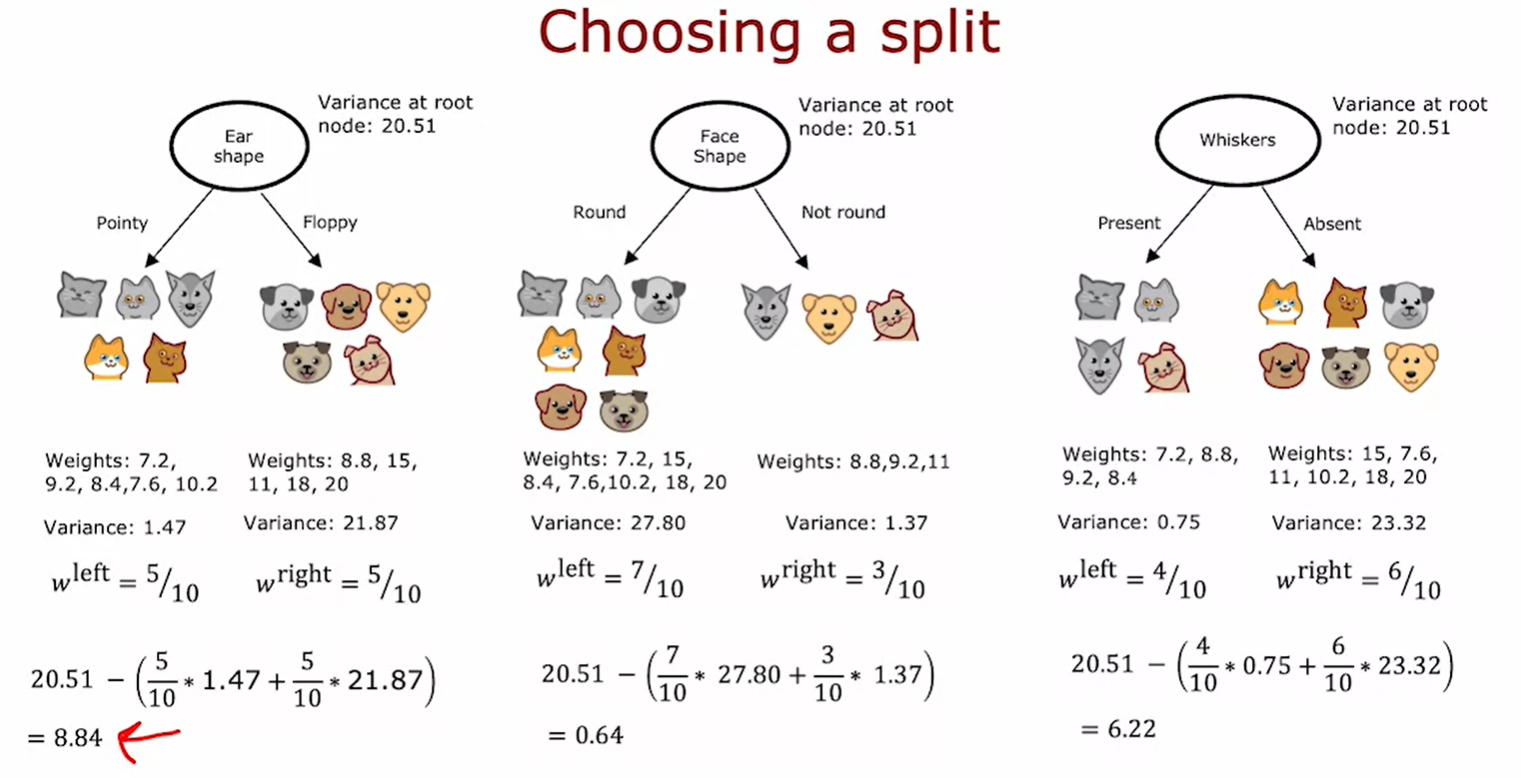 Choosing a split
Ear
shape
Variance at root
node: 20.51
Pointy
Floppy
Weights: 7.2,
9.2, 8.4,7.6, 10.2
Weights: 8.8, 15,
11, 18, 20
Variance: 1.47
Variance: 21.87
w^left = 5/10
w^right = 5/10
20.51 − (5/10 * 1.47 + 5/10 * 21.87)
= 8.84
Face
Shape
Variance at root
node: 20.51
Round
Not round
Weights: 7.2, 15,
8.4, 7.6,10.2, 18, 20
Weights: 8.8,9.2,11
Variance: 27.80
Variance: 1.37
w^left = 7/10
w^right = 3/10
20.51 − (7/10 * 27.80 + 3/10 * 1.37)
= 0.64
Whiskers
Variance at root
node: 20.51
Present
Absent
Weights: 7.2, 8.8,
9.2, 8.4
Weights: 15, 7.6,
11, 10.2, 18, 20
Variance: 0.75
Variance: 23.32
w^left = 4/10
w^right = 6/10
20.51 − (4/10 * 0.75 + 6/10 * 23.32)
= 6.22